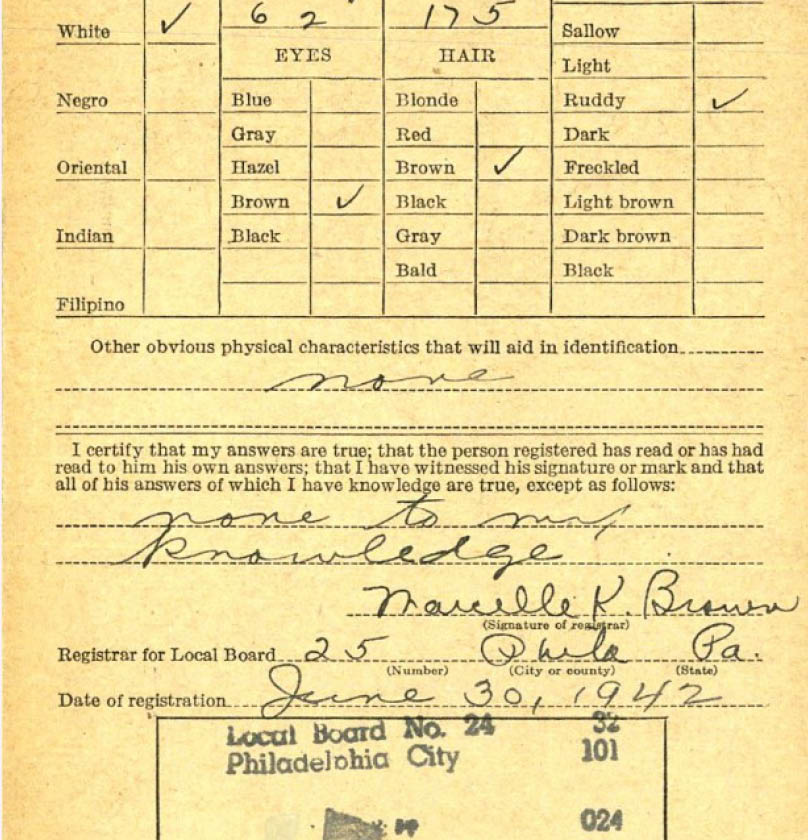 White ✓ 6 2 175 Sallow
EYES HAIR Light
Negro Blue Blonde Ruddy ✓
Gray Red Dark
Oriental Hazel Brown ✓ Freckled
Brown ✓ Black Light brown
Indian Black Gray Dark brown
Bald Black
Filipino
Other obvious physical characteristics that will aid in identification
none
I certify that my answers are true; that the person registered has read or has had
read to him his own answers; that I have witnessed his signature or mark and that
all of his answers of which I have knowledge are true, except as follows:
none to my
knowledge
Marcelle K. Brown
(Signature of registrar)
Registrar for Local Board 25 Phila Pa.
(Number) (City or county) (State)
Date of registration June 30, 1942
Local Board No. 24 32
Philadelphia City 101
024